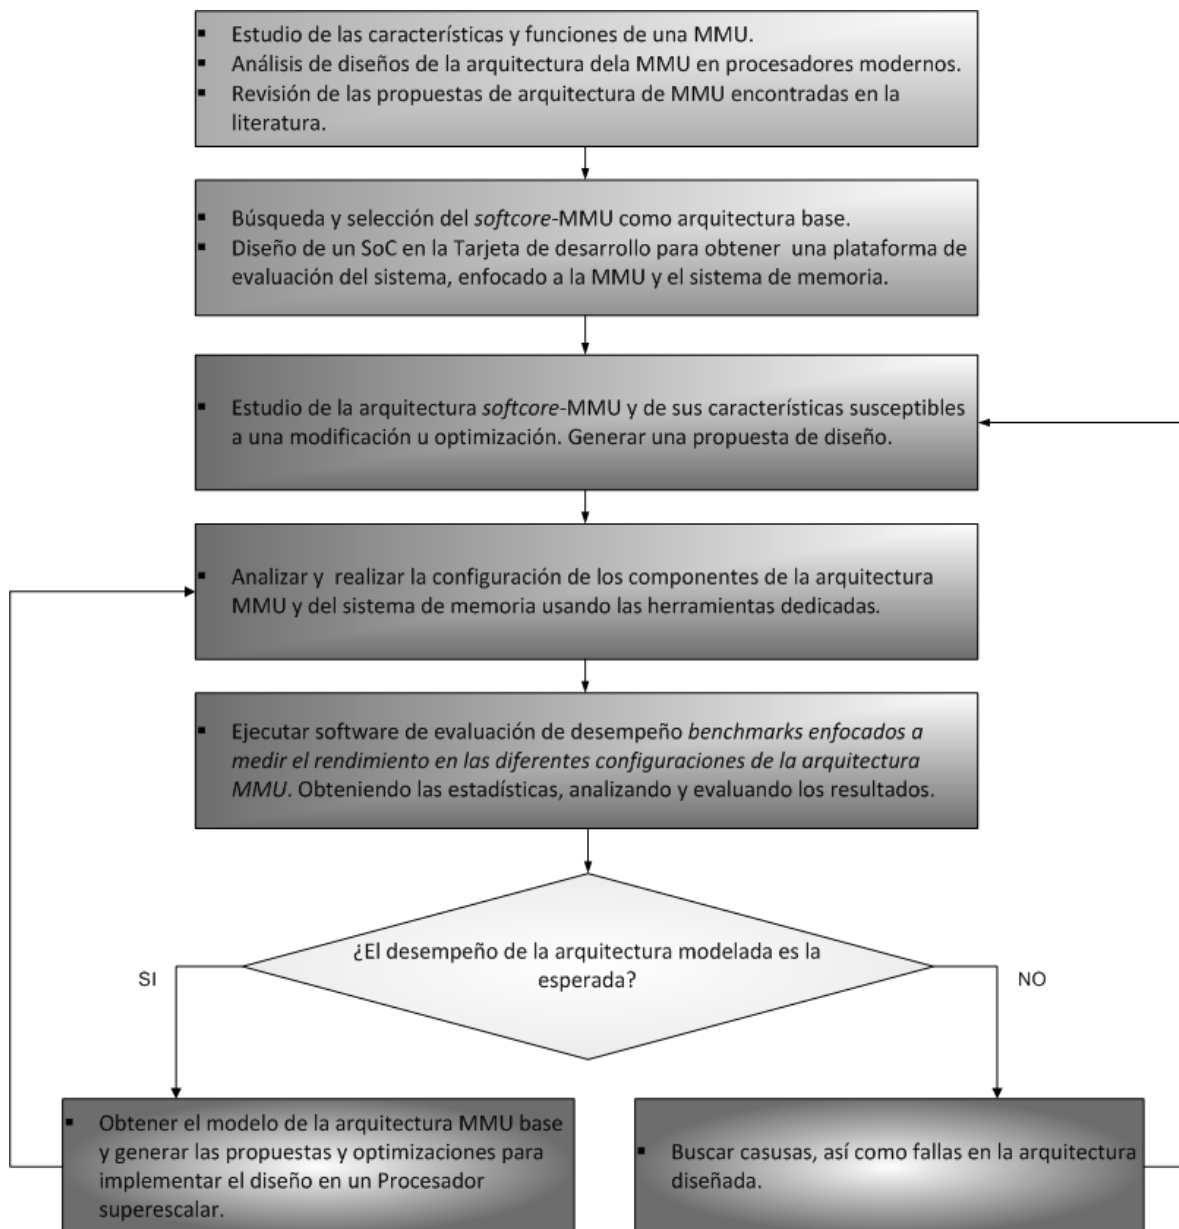 ▪ Estudio de las características y funciones de una MMU.
▪ Análisis de diseños de la arquitectura dela MMU en procesadores modernos.
▪ Revisión de las propuestas de arquitectura de MMU encontradas en la
literatura.
▪ Búsqueda y selección del softcore-MMU como arquitectura base.
▪ Diseño de un SoC en la Tarjeta de desarrollo para obtener una plataforma de
evaluación del sistema, enfocado a la MMU y el sistema de memoria.
▪ Estudio de la arquitectura softcore-MMU y de sus características susceptibles
a una modificación u optimización. Generar una propuesta de diseño.
▪ Analizar y realizar la configuración de los componentes de la arquitectura
MMU y del sistema de memoria usando las herramientas dedicadas.
▪ Ejecutar software de evaluación de desempeño benchmarks enfocados a
medir el rendimiento en las diferentes configuraciones de la arquitectura
MMU. Obteniendo las estadísticas, analizando y evaluando los resultados.
¿El desempeño de la arquitectura modelada es la
esperada?
SI
NO
▪ Obtener el modelo de la arquitectura MMU base
y generar las propuestas y optimizaciones para
implementar el diseño en un Procesador
superescalar.
▪ Buscar casusas, así como fallas en la arquitectura
diseñada.